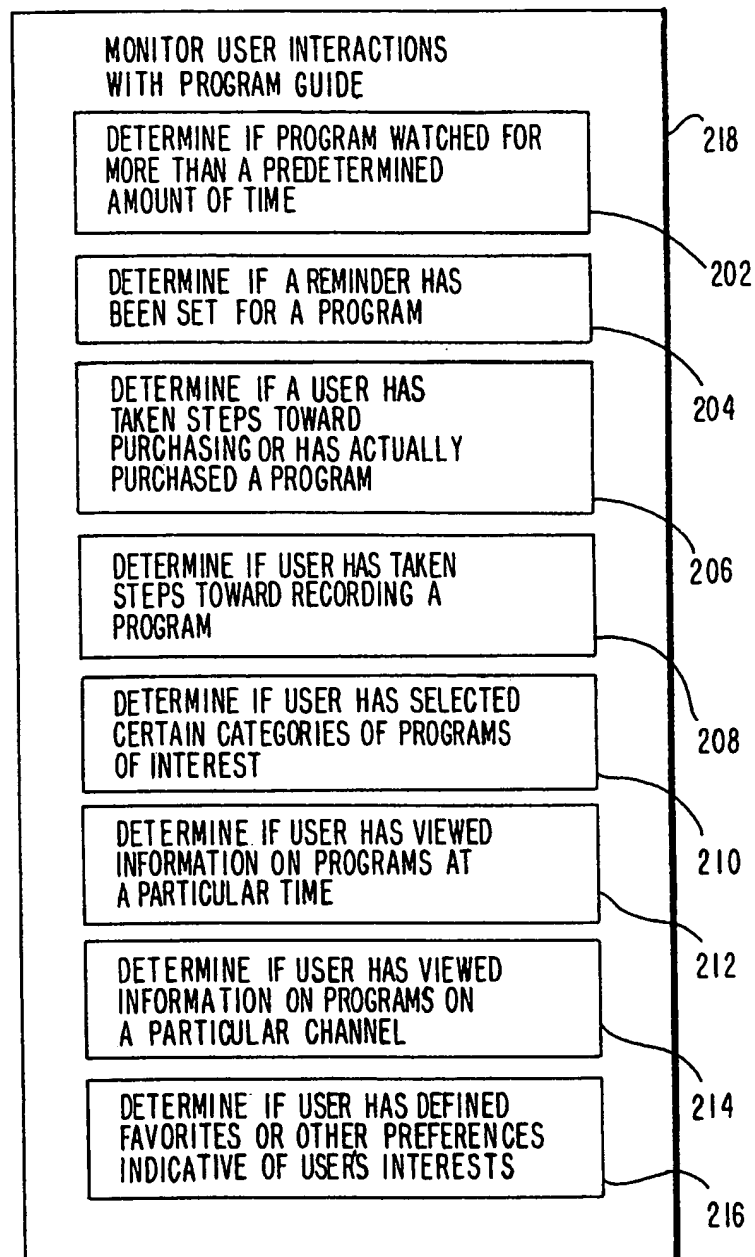 MONITOR USER INTERACTIONS
WITH PROGRAM GUIDE
218
DETERMINE IF PROGRAM WATCHED FOR
MORE THAN A PREDETERMINED
AMOUNT OF TIME
202
DETERMINE IF A REMINDER HAS
BEEN SET FOR A PROGRAM
204
DETERMINE IF A USER HAS
TAKEN STEPS TOWARD
PURCHASING OR HAS ACTUALLY
PURCHASED A PROGRAM
206
DETERMINE IF USER HAS TAKEN
STEPS TOWARD RECORDING A
PROGRAM
208
DETERMINE IF USER HAS SELECTED
CERTAIN CATEGORIES OF PROGRAMS
OF INTEREST
210
DETERMINE IF USER HAS VIEWED
INFORMATION ON PROGRAMS AT
A PARTICULAR TIME
212
DETERMINE IF USER HAS VIEWED
INFORMATION ON PROGRAMS ON
A PARTICULAR CHANNEL
214
DETERMINE IF USER HAS DEFINED
FAVORITES OR OTHER PREFERENCES
INDICATIVE OF USER'S INTERESTS
216